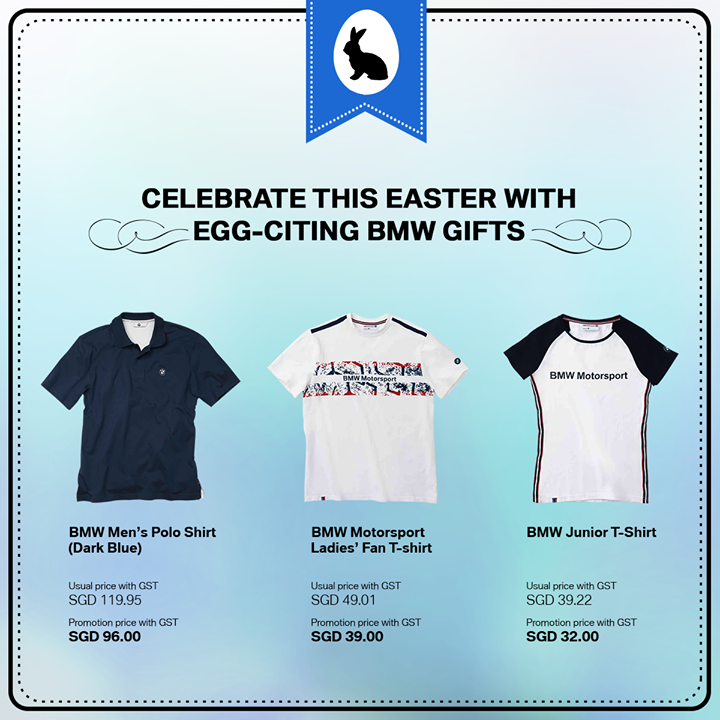 CELEBRATE THIS EASTER WITH
EGG-CITING BMW GIFTS
BMW Motorsport
BMW Motorsport
BMW Men's Polo Shirt
(Dark Blue)
Usual price with GST
SGD 119.95
Promotion price with GST
SGD 96.00
BMW Motorsport
Ladies' Fan T-shirt
Usual price with GST
SGD 49.01
Promotion price with GST
SGD 39.00
BMW Junior T-Shirt
Usual price with GST
SGD 39.22
Promotion price with GST
SGD 32.00